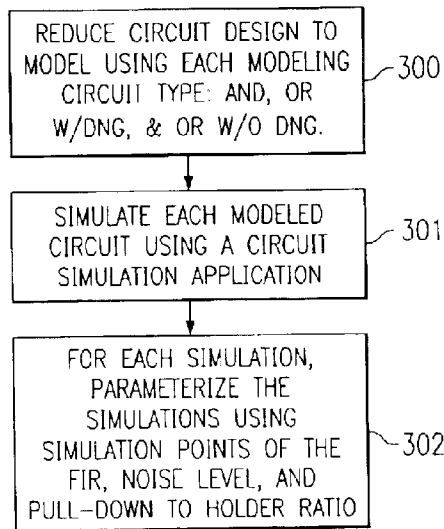 REDUCE CIRCUIT DESIGN TO
MODEL USING EACH MODELING
CIRCUIT TYPE: AND, OR
W/DNG, & OR W/O DNG.
300
SIMULATE EACH MODELED
CIRCUIT USING A CIRCUIT
SIMULATION APPLICATION
301
FOR EACH SIMULATION,
PARAMETERIZE THE
SIMULATIONS USING
SIMULATION POINTS OF THE
FIR, NOISE LEVEL, AND
PULL-DOWN TO HOLDER RATIO
302